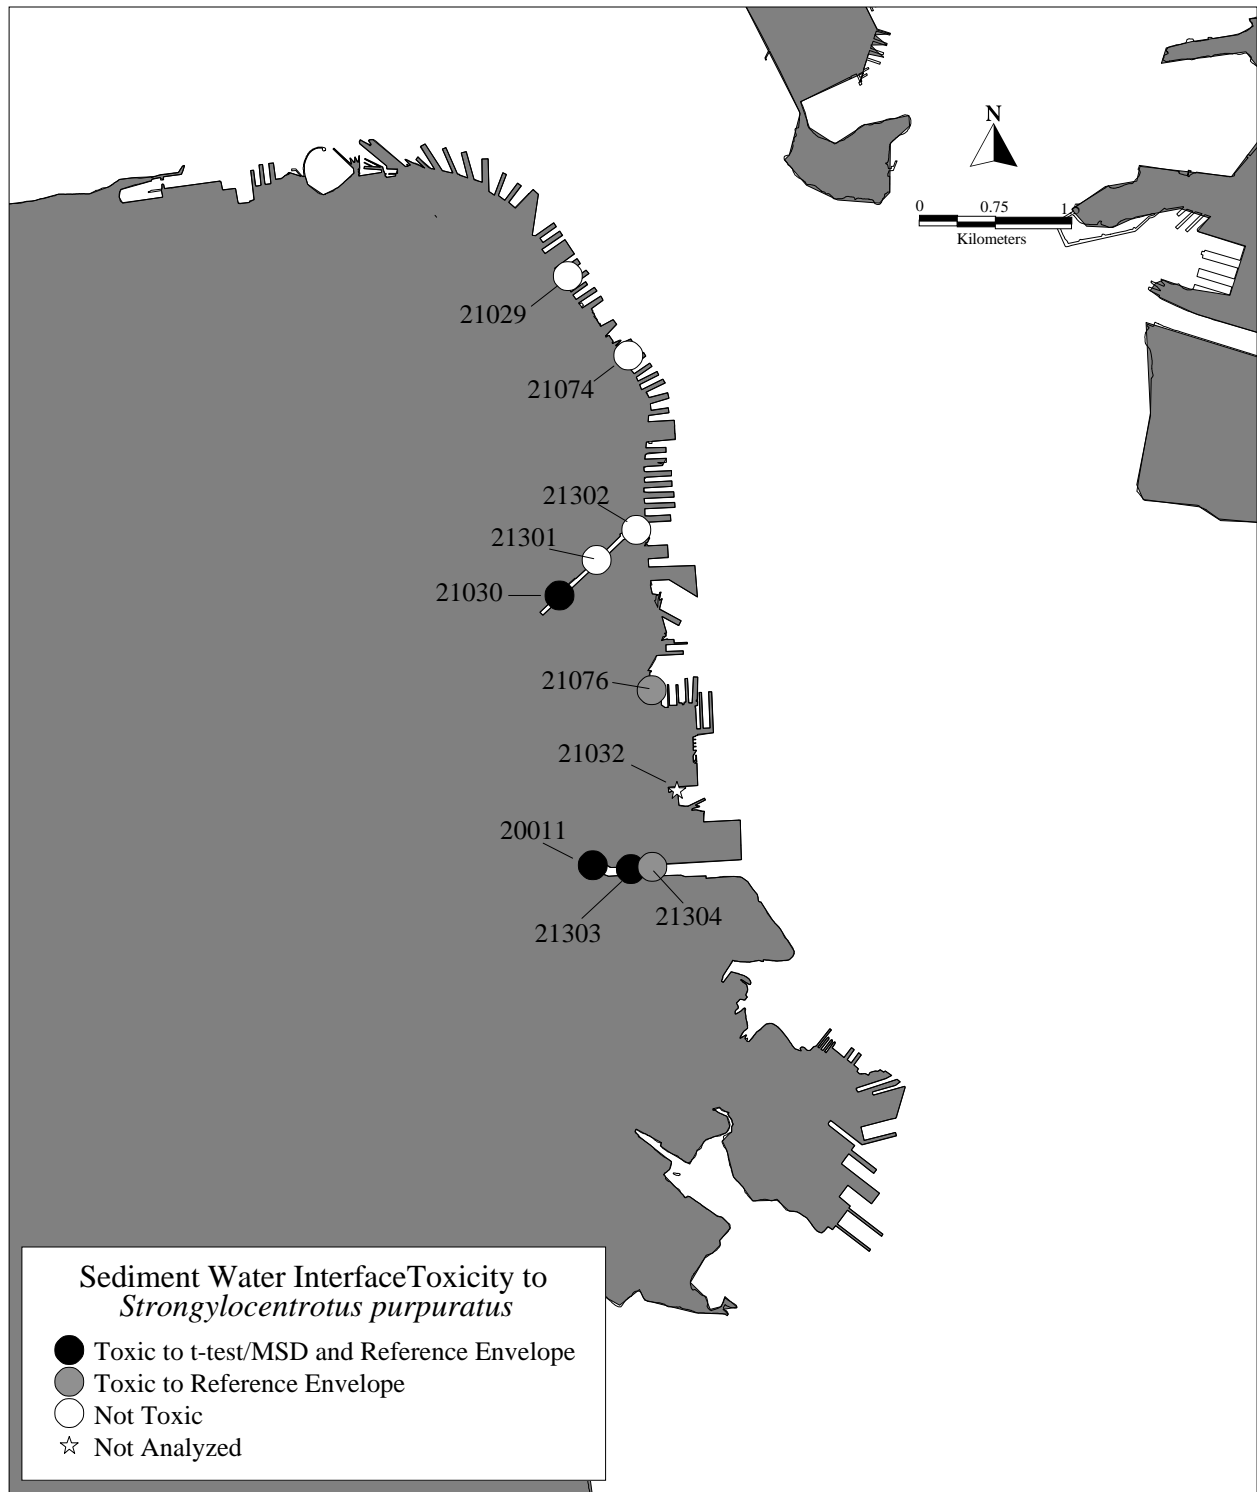 N
0 0.75 1
Kilometers
21029
21074
21302
21301
21030
21076
21032
20011
21303
21304
Sediment Water InterfaceToxicity to
Strongylocentrotus purpuratus
Toxic to t-test/MSD and Reference Envelope
Toxic to Reference Envelope
Not Toxic
Not Analyzed